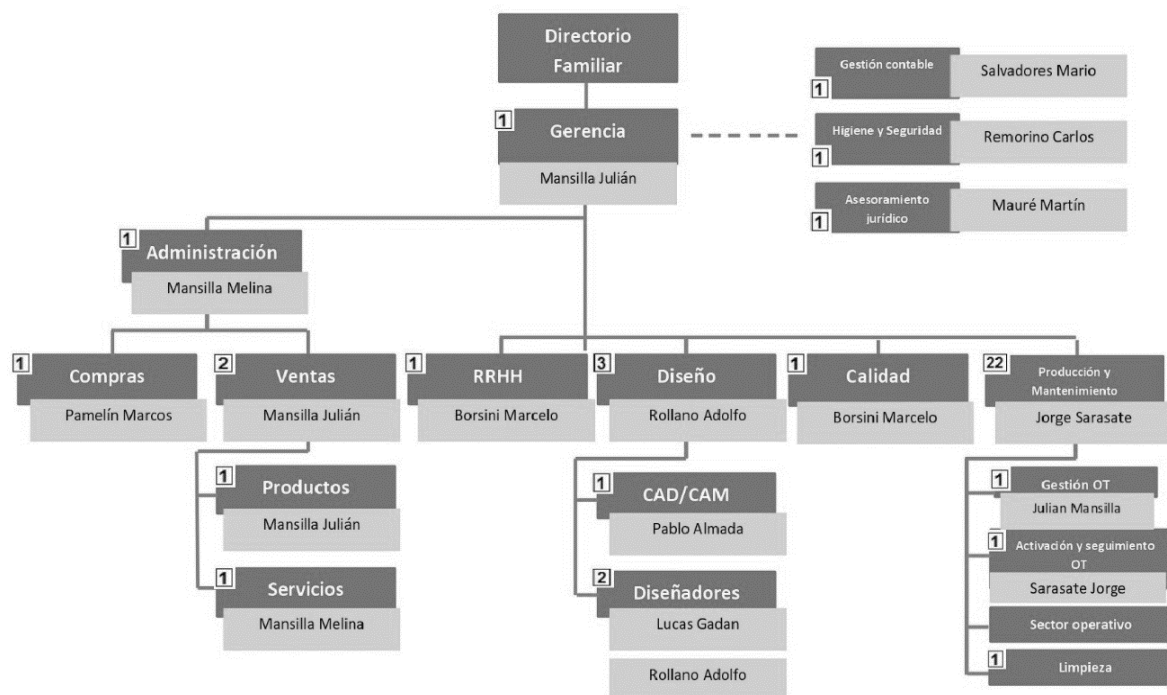 Directorio
Familiar
1
Gerencia
Mansilla Julián
Gestión contable
1
Salvadores Mario
Higiene y Seguridad
1
Remorino Carlos
Asesoramiento
jurídico
1
Mauré Martín
1
Administración
Mansilla Melina
1
Compras
Pamelín Marcos
2
Ventas
Mansilla Julián
1
Productos
Mansilla Julián
1
Servicios
Mansilla Melina
1
RRHH
Borsini Marcelo
3
Diseño
Rollano Adolfo
1
CAD/CAM
Pablo Almada
2
Diseñadores
Lucas Gadan
Rollano Adolfo
1
Calidad
Borsini Marcelo
22
Producción y
Mantenimiento
Jorge Sarasate
1
Gestión OT
Julian Mansilla
1
Activación y seguimiento
OT
Sarasate Jorge
Sector operativo
1
Limpieza